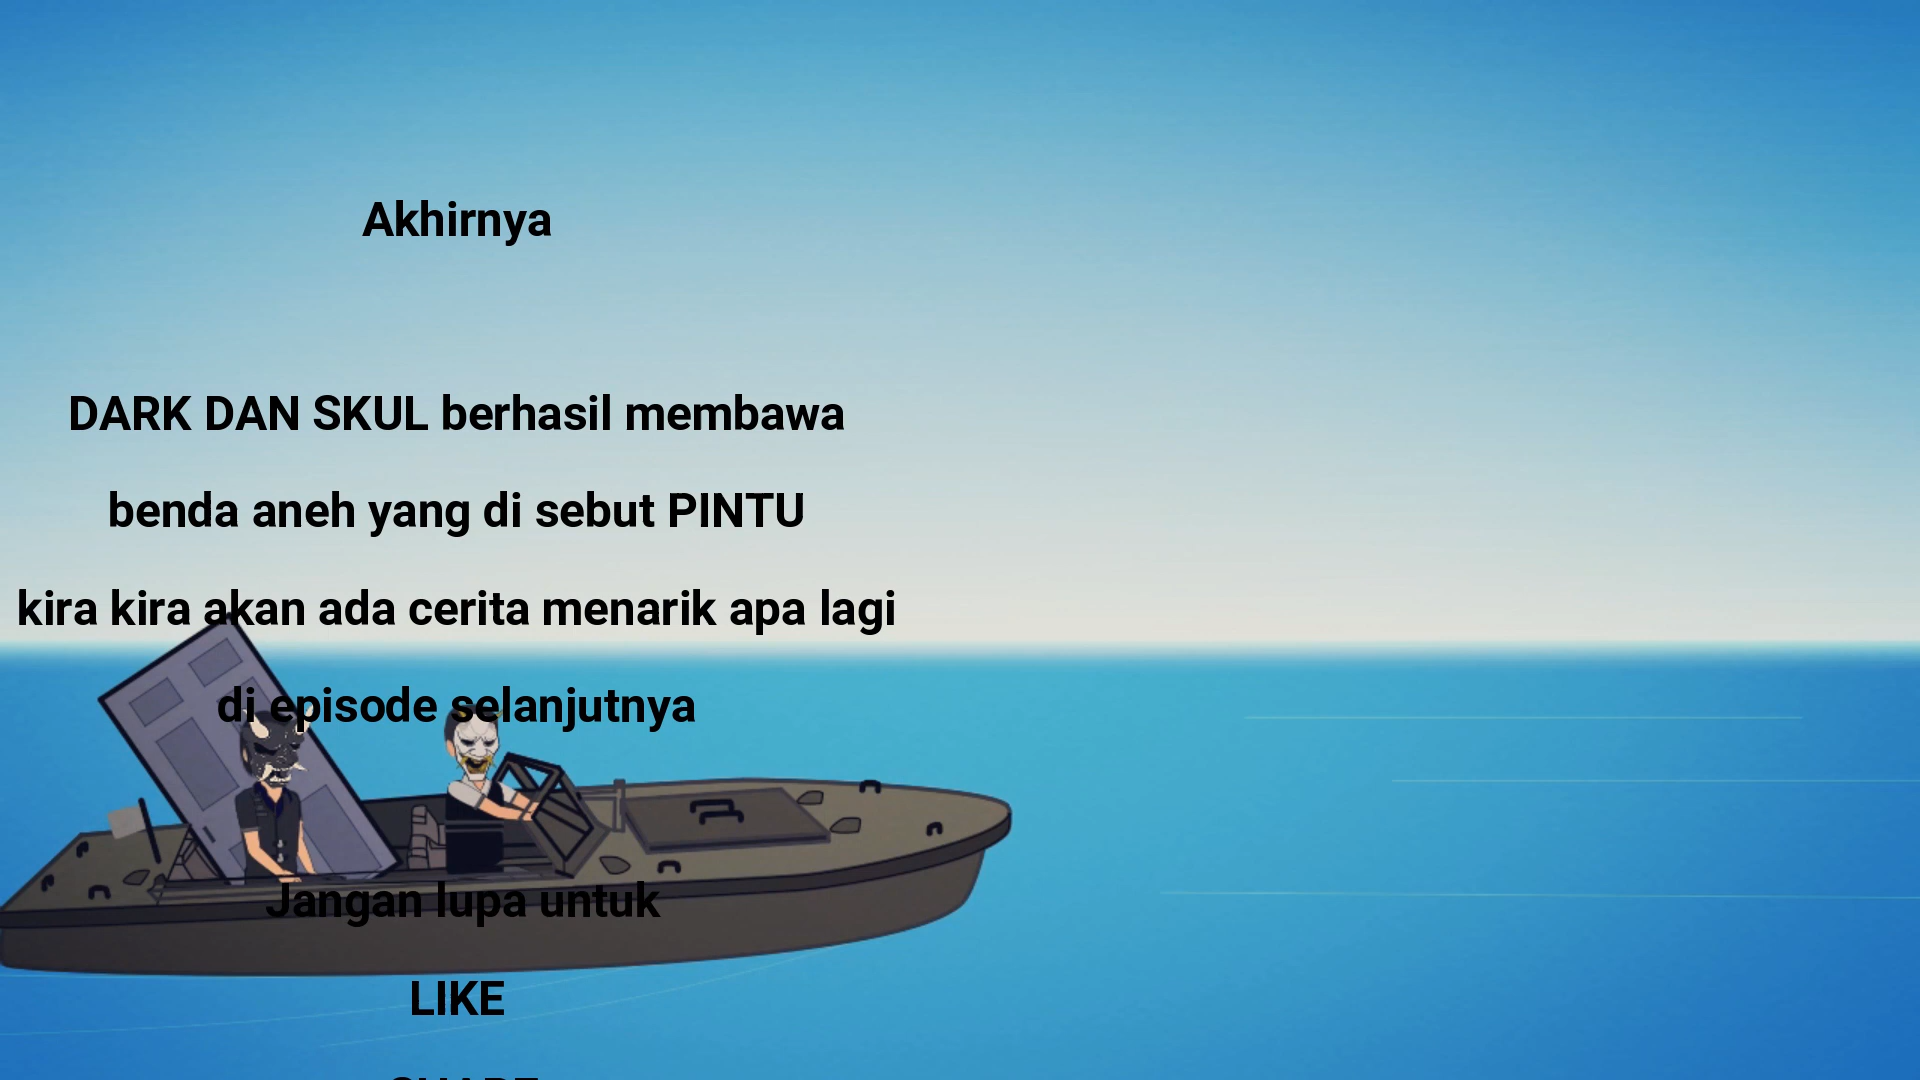 Akhirnya
DARK DAN SKUL berhasil membawa
benda aneh yang di sebut PINTU
kira kira akan ada cerita menarik apa lagi
di episode selanjutnya
Jangan lupa untuk
LIKE